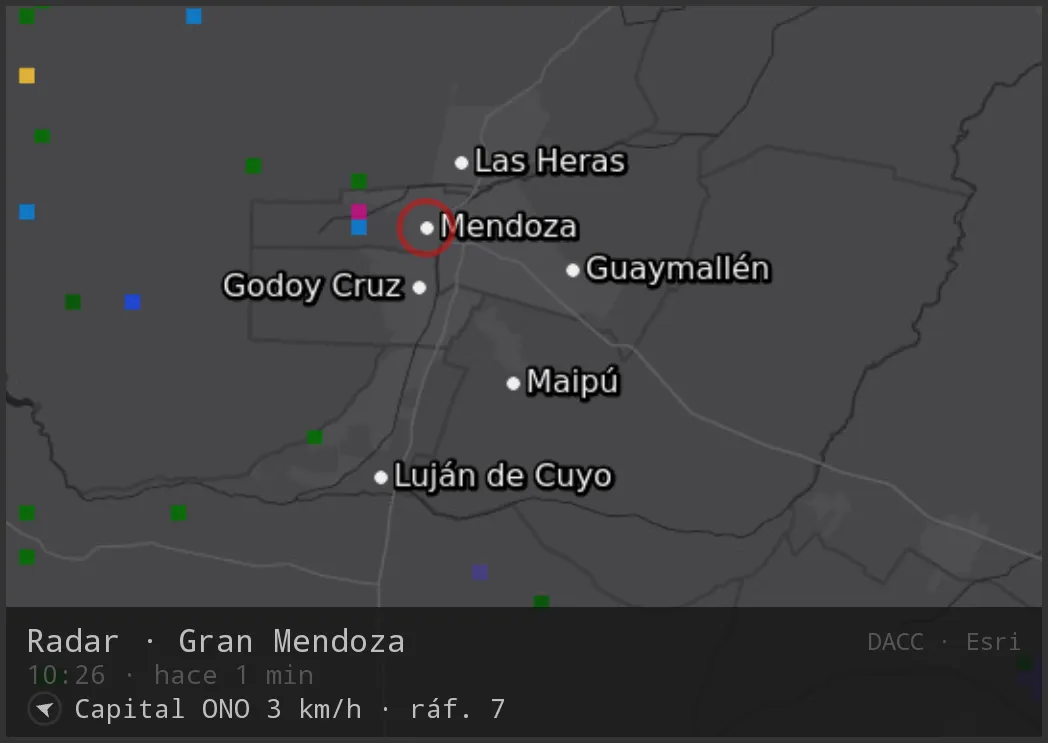 Las Heras
Mendoza
Guaymallén
Godoy Cruz
Maipú
Luján de Cuyo
Radar · Gran Mendoza
DACC · Esri
10:26 · hace 1 min
Capital ONO 3 km/h · ráf. 7